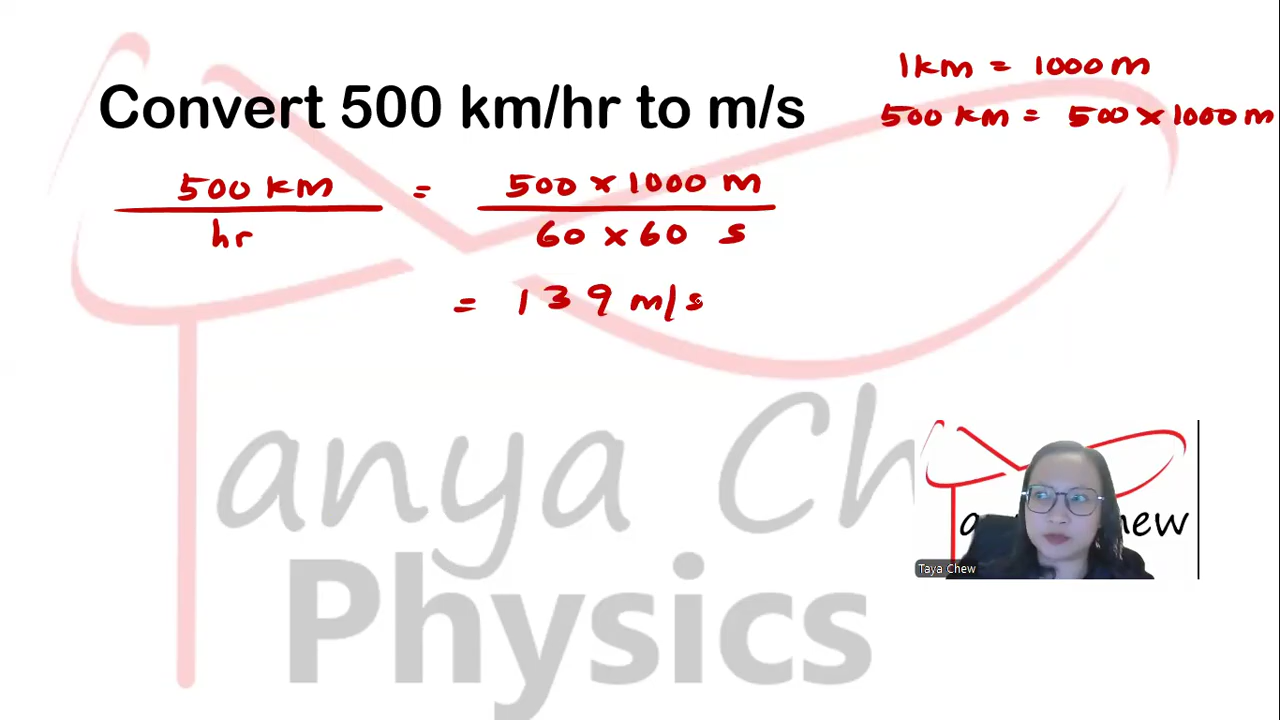 1km = 1000m
Convert 500 km/hr to m/s
500 km = 500 × 1000 m
500 km = 500 × 1000 m
hr 60 × 60 s
= 139 m/s
Tanya Ch
Physics
Taya Chew